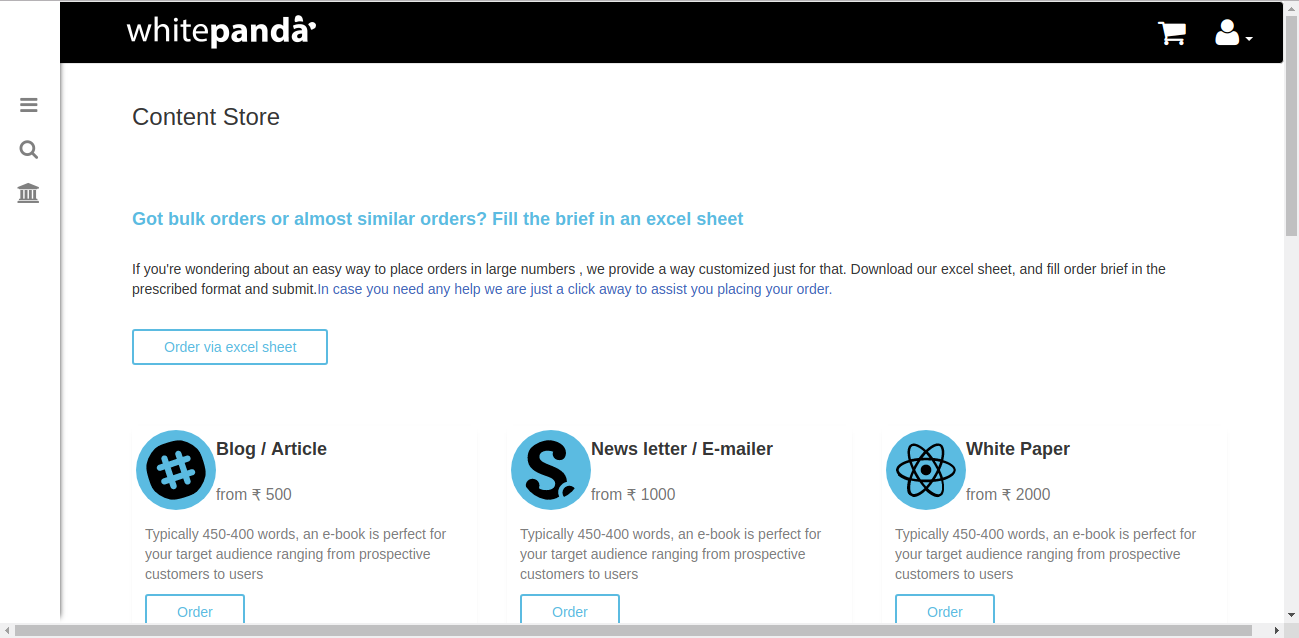 whitepanda
Content Store
Got bulk orders or almost similar orders? Fill the brief in an excel sheet
If you're wondering about an easy way to place orders in large numbers , we provide a way customized just for that. Download our excel sheet, and fill order brief in the
prescribed format and submit.In case you need any help we are just a click away to assist you placing your order.
Order via excel sheet
Blog / Article
from ₹ 500
Typically 450-400 words, an e-book is perfect for
your target audience ranging from prospective
customers to users
Order
News letter / E-mailer
from ₹ 1000
Typically 450-400 words, an e-book is perfect for
your target audience ranging from prospective
customers to users
Order
White Paper
from ₹ 2000
Typically 450-400 words, an e-book is perfect for
your target audience ranging from prospective
customers to users
Order